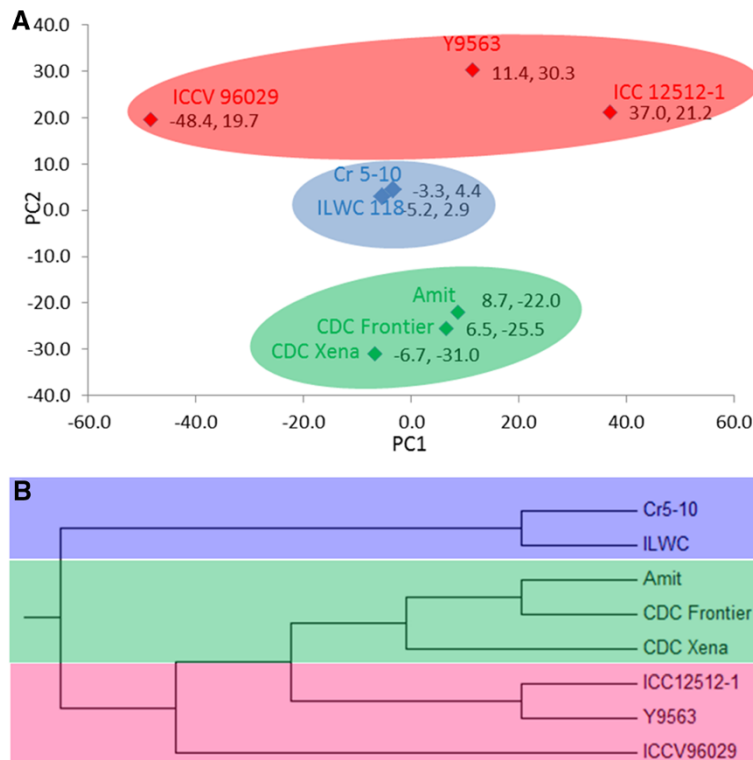 A
40.0
30.0
20.0
10.0
0.0
-10.0
-20.0
-30.0
-40.0
PC2
Y9563
11.4, 30.3
ICC 12512-1
37.0, 21.2
ICCV 96029
-48.4, 19.7
Cr 5-10
-3.3, 4.4
ILWC 118
-5.2, 2.9
Amit
8.7, -22.0
CDC Frontier
6.5, -25.5
CDC Xena
-6.7, -31.0
-60.0 -40.0 -20.0 0.0 20.0 40.0 60.0
PC1
B
Cr5-10
ILWC
Amit
CDC Frontier
CDC Xena
ICC12512-1
Y9563
ICCV96029